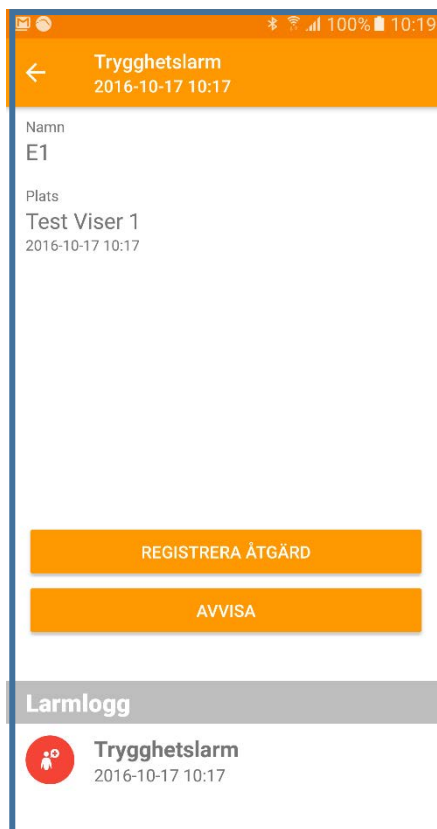 100% 10:19
Trygghetslarm
2016-10-17 10:17
Namn
E1
Plats
Test Viser 1
2016-10-17 10:17
REGISTRERA ÅTGÄRD
AVVISA
Larmlogg
Trygghetslarm
2016-10-17 10:17